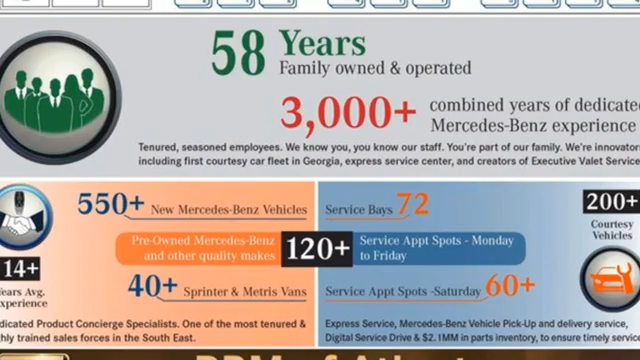 58 Years
Family owned & operated
3,000+ combined years of dedicated
Mercedes-Benz experience
Tenured, seasoned employees. We know you, you know our staff. You're part of our family. We're innovators
including first courtesy car fleet in Georgia, express service center, and creators of Executive Valet Service
550+ New Mercedes-Benz Vehicles
Service Bays 72
200+
Courtesy
Vehicles
Pre-Owned Mercedes-Benz
and other quality makes
120+
Service Appt Spots - Monday
to Friday
14+
Years Avg.
Experience
40+ Sprinter & Metris Vans
Service Appt Spots -Saturday 60+
dicated Product Concierge Specialists. One of the most tenured &
hly trained sales forces in the South East.
Express Service, Mercedes-Benz Vehicle Pick-Up and delivery service,
Digital Service Drive & $2.1MM in parts inventory, to ensure timely service